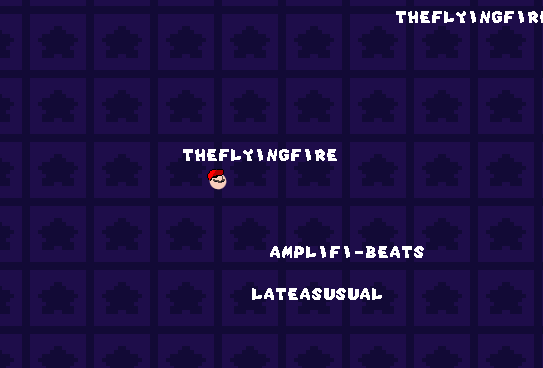 THEFLYINGFIRE
THEFLYINGFIRE
AMPLIFI-BEATS
LATEASUSUAL